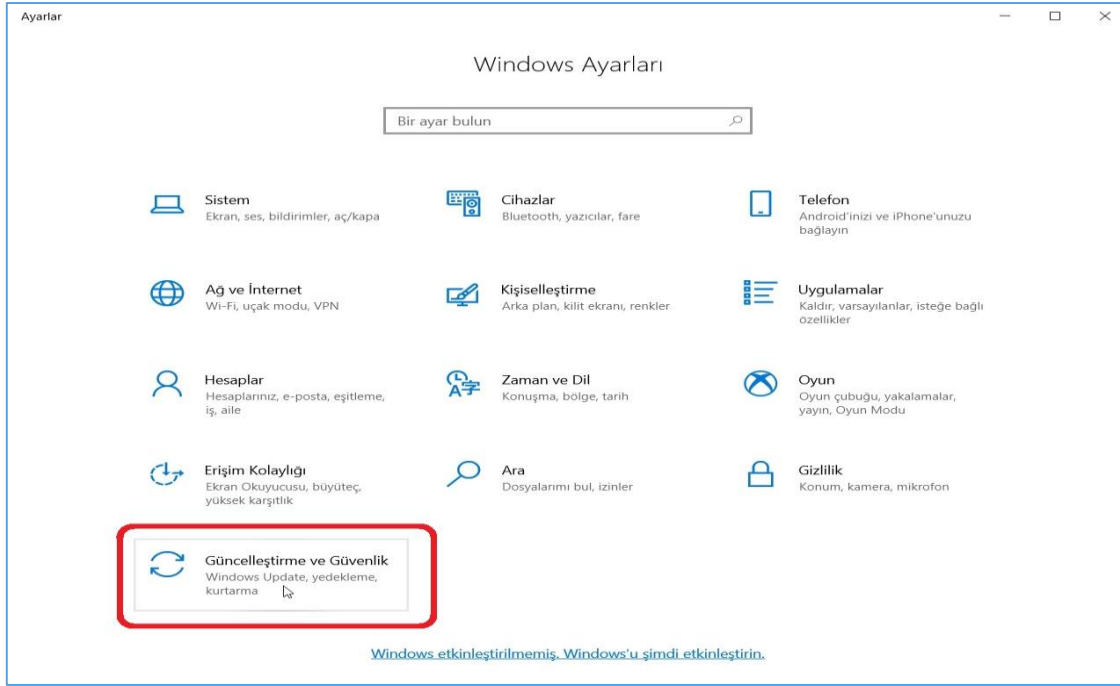 Ayarlar
Windows Ayarları
Bir ayar bulun
Sistem
Ekran, ses, bildirimler, aç/kapa
Cihazlar
Bluetooth, yazıcılar, fare
Telefon
Android'inizi ve iPhone'unuzu
bağlayın
Ağ ve İnternet
Wi-Fi, uçak modu, VPN
Kişiselleştirme
Arka plan, kilit ekranı, renkler
Uygulamalar
Kaldır, varsayılanlar, isteğe bağlı
özellikler
Hesaplar
Hesaplarınız, e-posta, eşitleme,
iş, aile
Zaman ve Dil
Konuşma, bölge, tarih
Oyun
Oyun çubuğu, yakalamalar,
yayın, Oyun Modu
Erişim Kolaylığı
Ekran Okuyucusu, büyüteç,
yüksek karşıtlık
Ara
Dosyalarımı bul, izinler
Gizlilik
Konum, kamera, mikrofon
Güncelleştirme ve Güvenlik
Windows Update, yedekleme,
kurtarma
Windows etkinleştirilmemiş. Windows'u şimdi etkinleştirin.